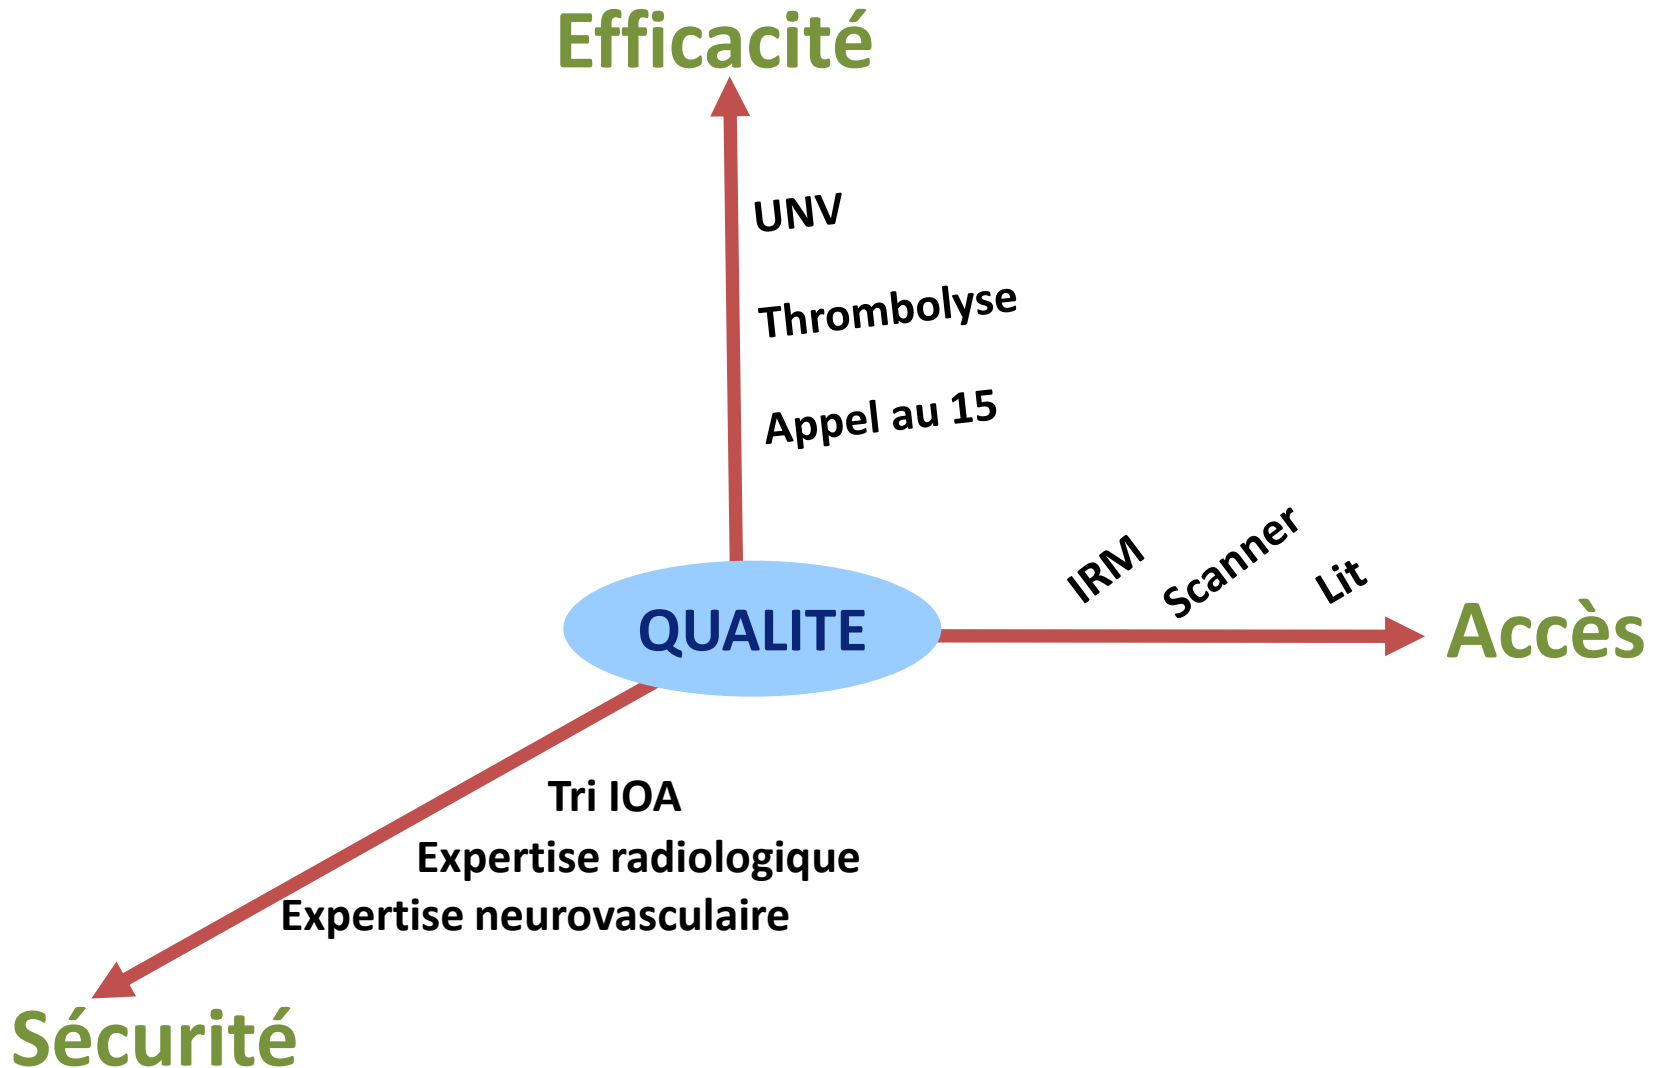 Efficacité
UNV
Thrombolyse
Appel au 15
IRM
Scanner
Lit
QUALITE
Accès
Tri IOA
Expertise radiologique
Expertise neurovasculaire
Sécurité